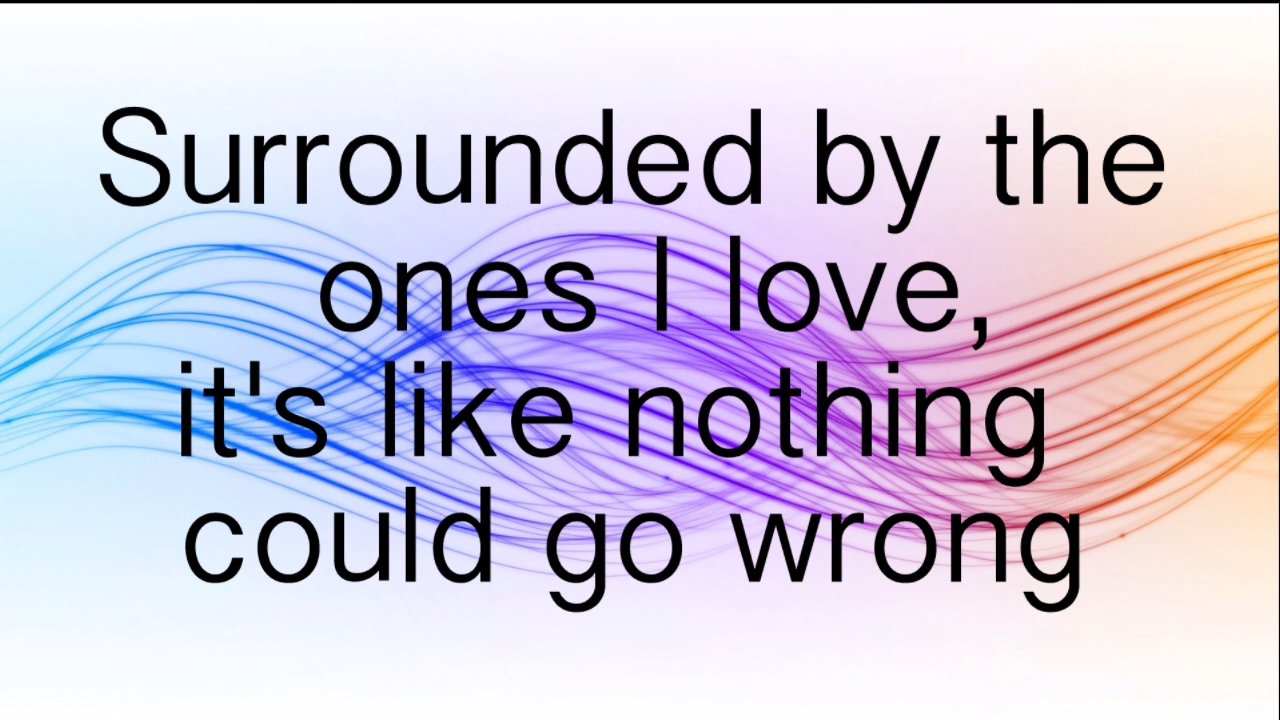 Surrounded by the
ones I love,
it's like nothing
could go wrong